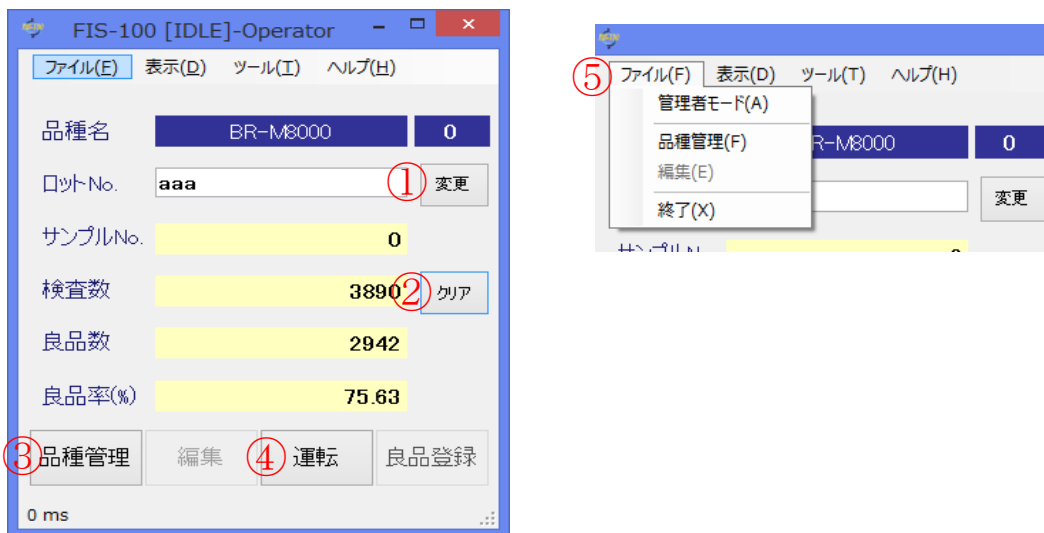 FIS-100 [IDLE]-Operator
ファイル(F) 表示(D) ツール(T) ヘルプ(H)
品種名 BR-M8000 0
ロットNo. aaa ① 変更
サンプルNo. 0
検査数 3890 ② クリア
良品数 2942
良品率(%) 75.63
③ 品種管理 編集 ④ 運転 良品登録
0 ms
⑤ ファイル(F) 表示(D) ツール(T) ヘルプ(H)
管理者モード(A)
品種管理(F) R-M8000 0
編集(E)
変更
終了(X)